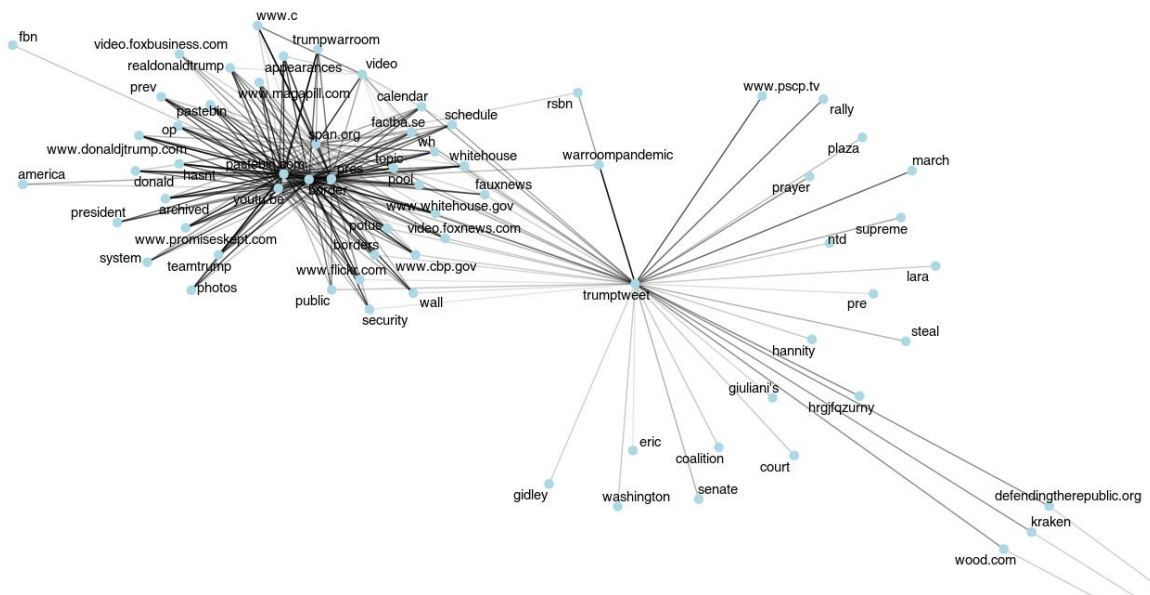 fbn
www.c
video.foxbusiness.com
trumpwarroom
realdonaldtrump
appearances
video
prev
www.magapill.com
calendar
pastebin
factba.se
schedule
rsbn
www.pscp.tv
rally
op
span.org
wh
plaza
www.donaldjtrump.com
pastebin.com
topic
whitehouse
warroompandemic
march
america
donald
hasnt
pres
pool
fauxnews
prayer
youtu.be
border
president
archived
www.whitehouse.gov
supreme
www.promiseskept.com
potus
video.foxnews.com
ntd
system
teamtrump
borders
www.flickr.com
www.cbp.gov
lara
photos
public
wall
trumptweet
pre
security
steal
hannity
giuliani's
hrgjfqzurny
eric
coalition
court
gidley
washington
senate
defendingtherepublic.org
kraken
wood.com